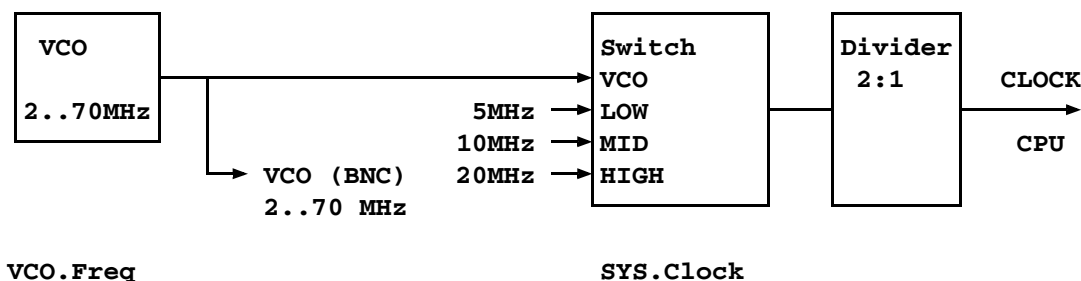 VCO
2..70MHz
VCO (BNC)
2..70 MHz
5MHz
10MHz
20MHz
Switch
VCO
LOW
MID
HIGH
Divider
2:1
CLOCK
CPU
VCO.Freq
SYS.Clock